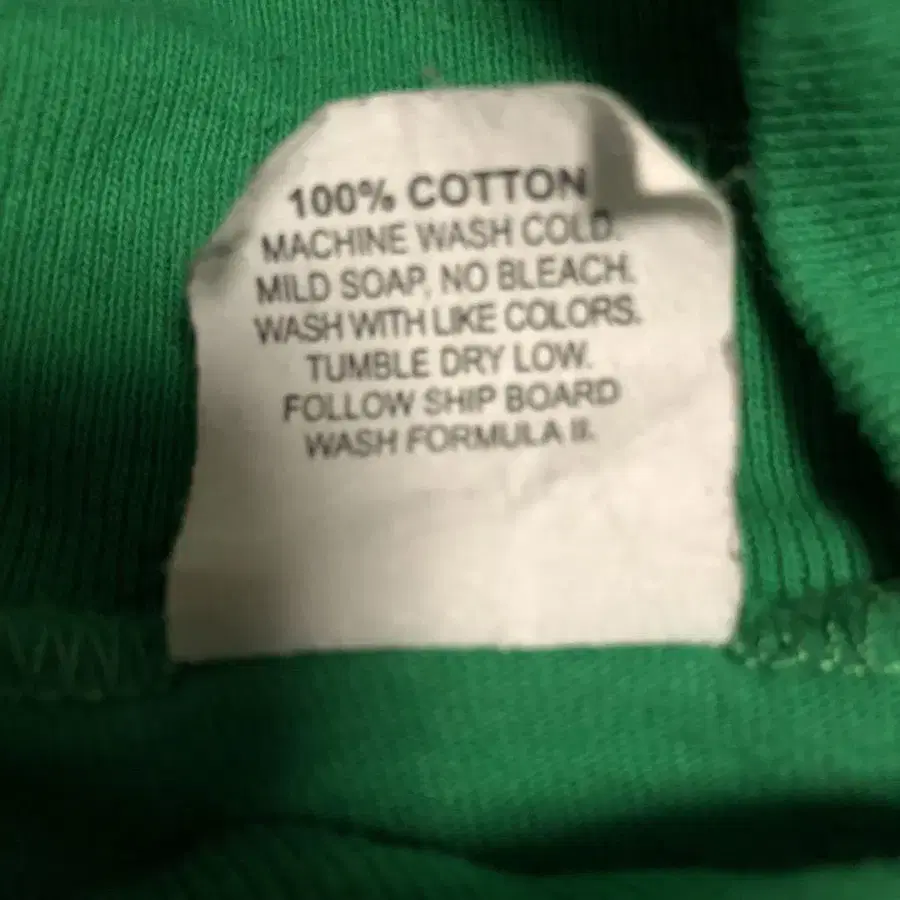 100% COTTON
MACHINE WASH COLD.
MILD SOAP, NO BLEACH.
WASH WITH LIKE COLORS.
TUMBLE DRY LOW.
FOLLOW SHIP BOARD
WASH FORMULA II.